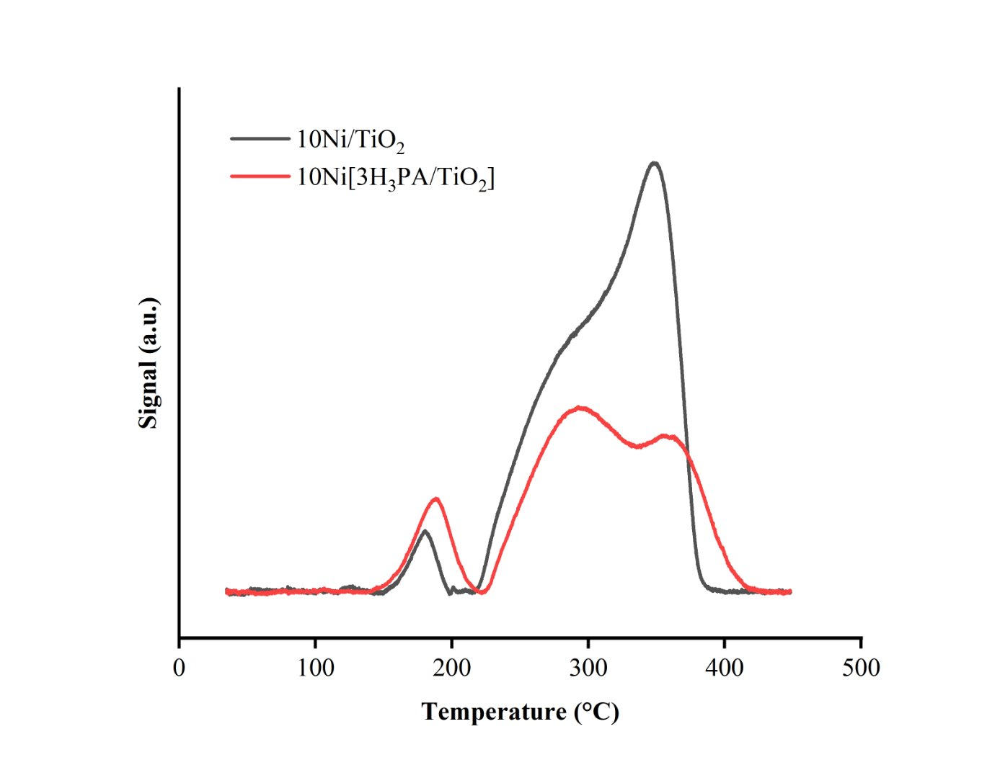 10Ni/TiO₂
10Ni[3H₃PA/TiO₂]
Signal (a.u.)
0 100 200 300 400 500
Temperature (°C)